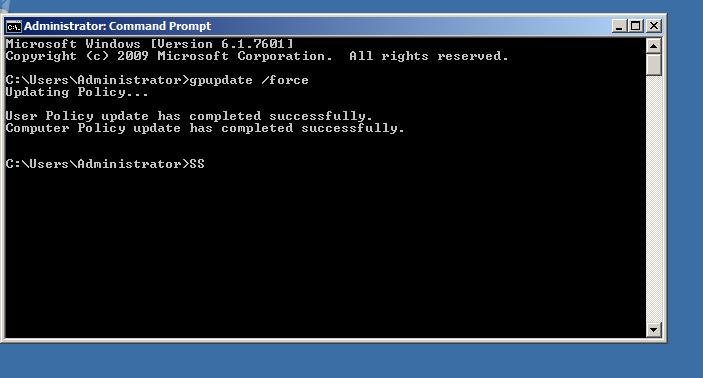 Administrator: Command Prompt
Microsoft Windows [Version 6.1.7601]
Copyright (c) 2009 Microsoft Corporation.  All rights reserved.
C:\Users\Administrator>gpupdate /force
Updating Policy...
User Policy update has completed successfully.
Computer Policy update has completed successfully.
C:\Users\Administrator>SS